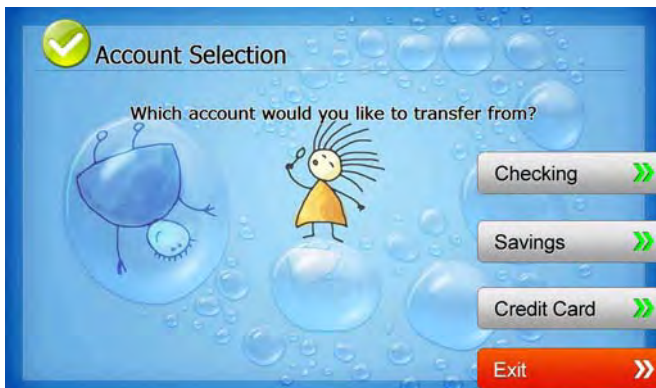 Account Selection
Which account would you like to transfer from?
Checking
Savings
Credit Card
Exit